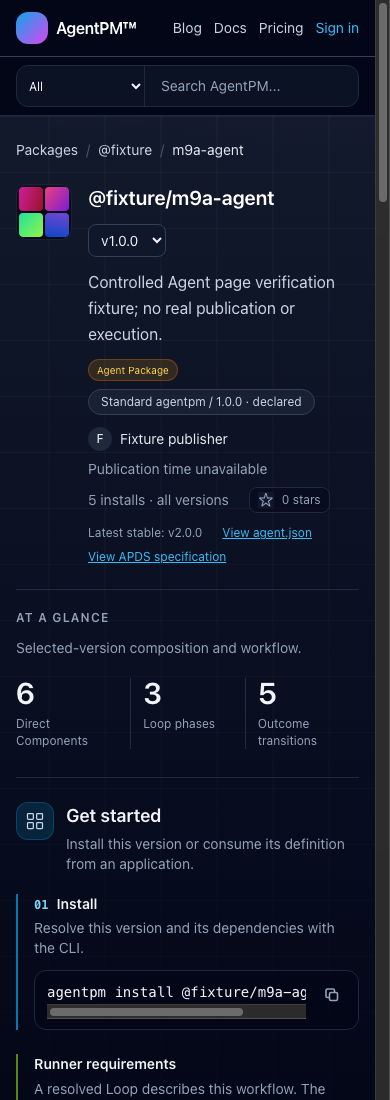 AgentPM™ Blog Docs Pricing Sign in
All Search AgentPM...
Packages / @fixture / m9a-agent
@fixture/m9a-agent
v1.0.0
Controlled Agent page verification
fixture; no real publication or
execution.
Agent Package
Standard agentpm / 1.0.0 · declared
F Fixture publisher
Publication time unavailable
5 installs · all versions 0 stars
Latest stable: v2.0.0 View agent.json
View APDS specification
AT A GLANCE
Selected-version composition and workflow.
6 3 5
Direct Components Loop phases Outcome transitions
Get started
Install this version or consume its definition
from an application.
01 Install
Resolve this version and its dependencies with
the CLI.
agentpm install @fixture/m9a-ag
Runner requirements
A resolved Loop describes this workflow. The